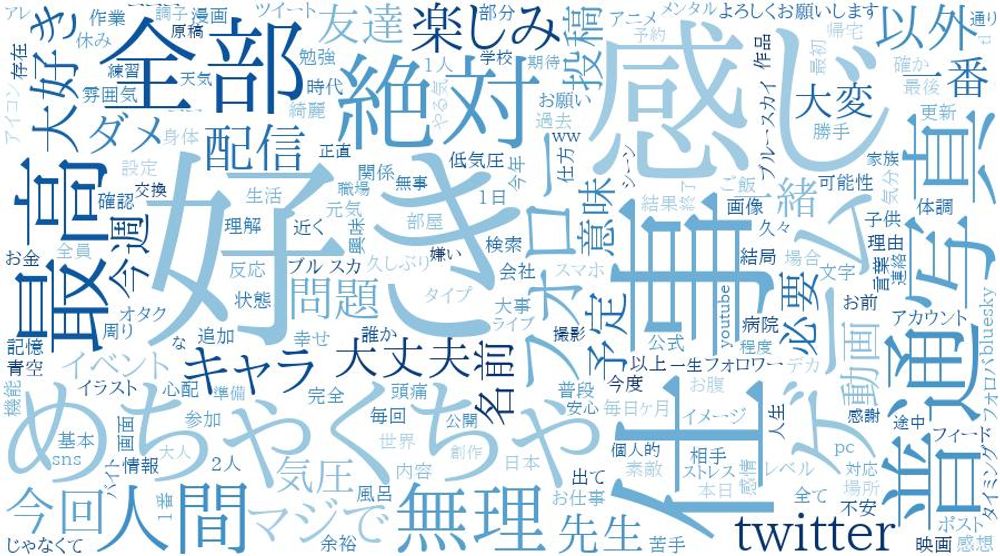 アレ
作業
調子
漫画
ツイート
部分
アニメ
メンタル
よろしくお願いします
通り
休み
原稿
友達
楽しみ
投稿
予約
帰宅
以外
存在
き
全部
勉強
学校
1人
期待
作品
最初
確か
d
練習
天気
絶対
感じ
一番
大好き
雰囲気
時代
やる気
お願い
大変
最後
アイコン
ダメ
身体
綺麗
過去
ブルースカイ
勝手
更新
配信
正直
ww
仕方
シーン
家族
写真
設定
関係
低気圧
今年
気分
最高
交換
職場
無事
1日
了
ご飯
可能性
体調
確認
生活
元気
部屋
意味
結果
終
画像
一緒
子供
今週
理解
近く
興味
嫌い
検索
フォロー
事
久々
理由
連絡
お金
全員
好き
反応
ブル スカ
久しぶり
会社
スマホ
結局
場合
文字
言葉
bluesky
オタク
状態
問題
タイプ
大事
予定
youtube
必要
お前
周り
追加
幸せ
誰か
ライブ
撮影
公式
病院
程度
動画
アカウント
フォロバ
記憶
な
大丈夫
名前
ゲーム
普通
青空
イベント
キャラ
以上
一生
フォロワー
デカ
機能
イラスト
心配
準備
完全
頭痛
普段
今度
お腹
感謝
途中
めちゃくちゃ
参加
毎回
公開
安心
毎日
ヶ月
イメージ
人生
フィード
基本
画面
大人
世界
創作
日本
個人的
相手
pc
タイミング
sns
バイト
情報
2人
気圧
内容
出て
素敵
ストレス
レベル
対応
仕事
今回
人間
1番
マジで
風呂
無理
お仕事
本日
感情
全て
場所
不安
ポスト
じゃなくて
余裕
先生
苦手
twitter
映画
感想